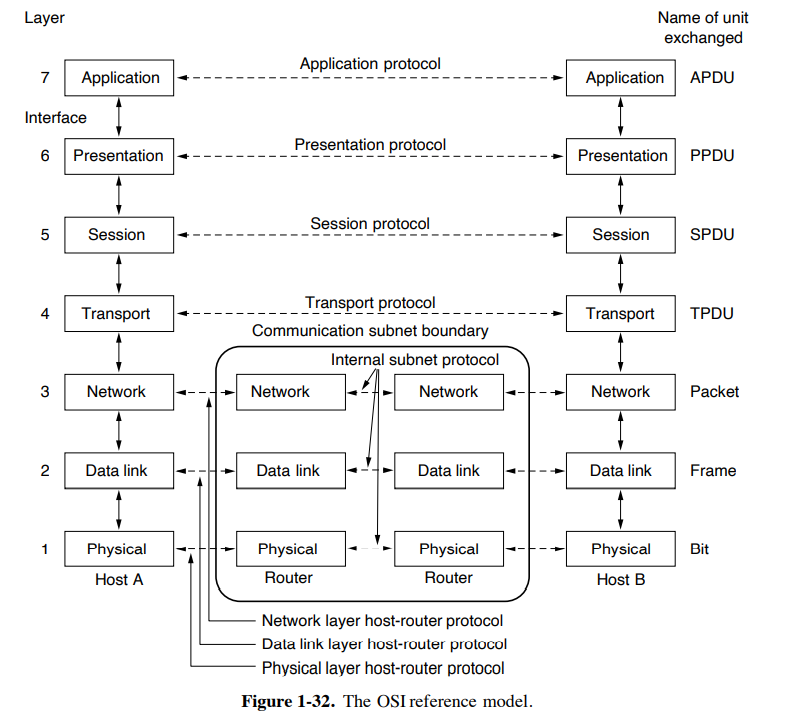 Layer
Name of unit
exchanged
Application protocol
7 Application Application APDU
Interface
Presentation protocol
6 Presentation Presentation PPDU
Session protocol
5 Session Session SPDU
Transport protocol
4 Transport Transport TPDU
Communication subnet boundary
Internal subnet protocol
3 Network Network Network Network Packet
2 Data link Data link Data link Data link Frame
1 Physical Physical Physical Physical Bit
Host A Router Router Host B
Network layer host-router protocol
Data link layer host-router protocol
Physical layer host-router protocol
Figure 1-32. The OSI reference model.